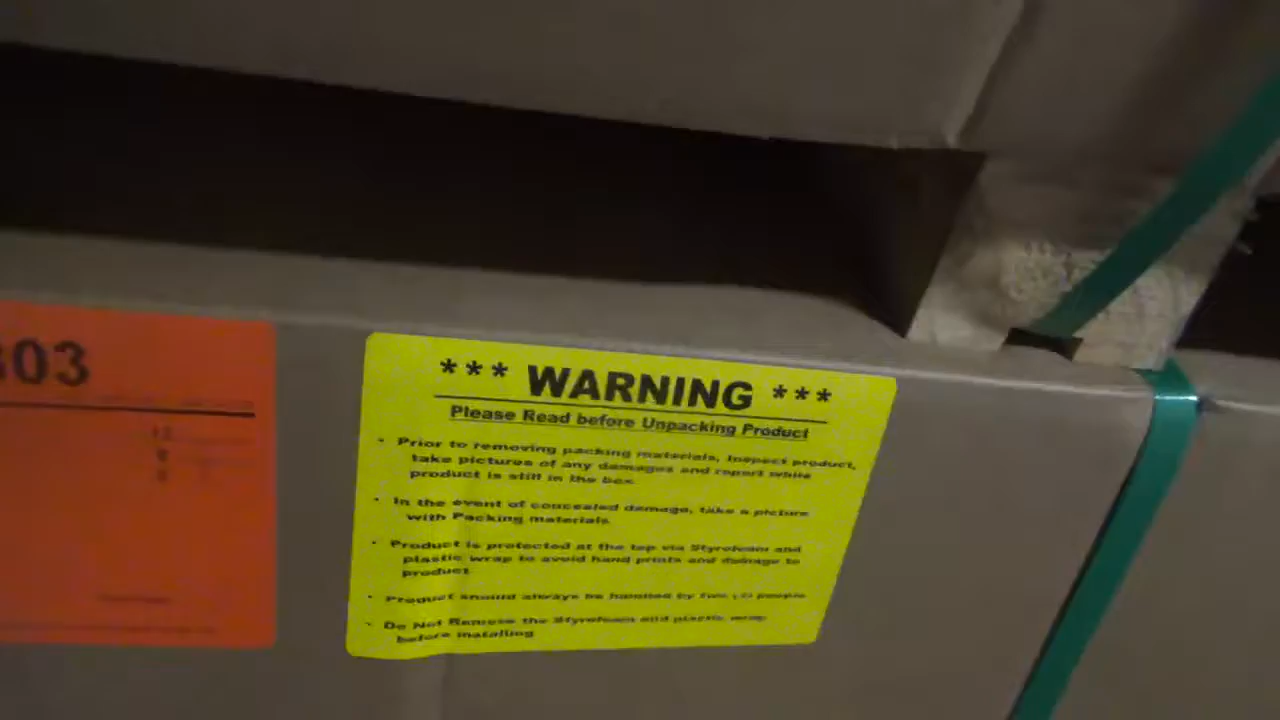 303
12
*** WARNING ***
Please Read before Unpacking Product
• Prior to removing packing materials, Inspect product,
take pictures of any damages and report while
product is still in the box.
• In the event of concealed damage, take a picture
with Packing materials.
• Product is protected at the top via Styrofoam and
plastic wrap to avoid hand prints and damage to
product
• Product should always be handled by two people
• Do Not Remove the Styrofoam and plastic wrap
before installing